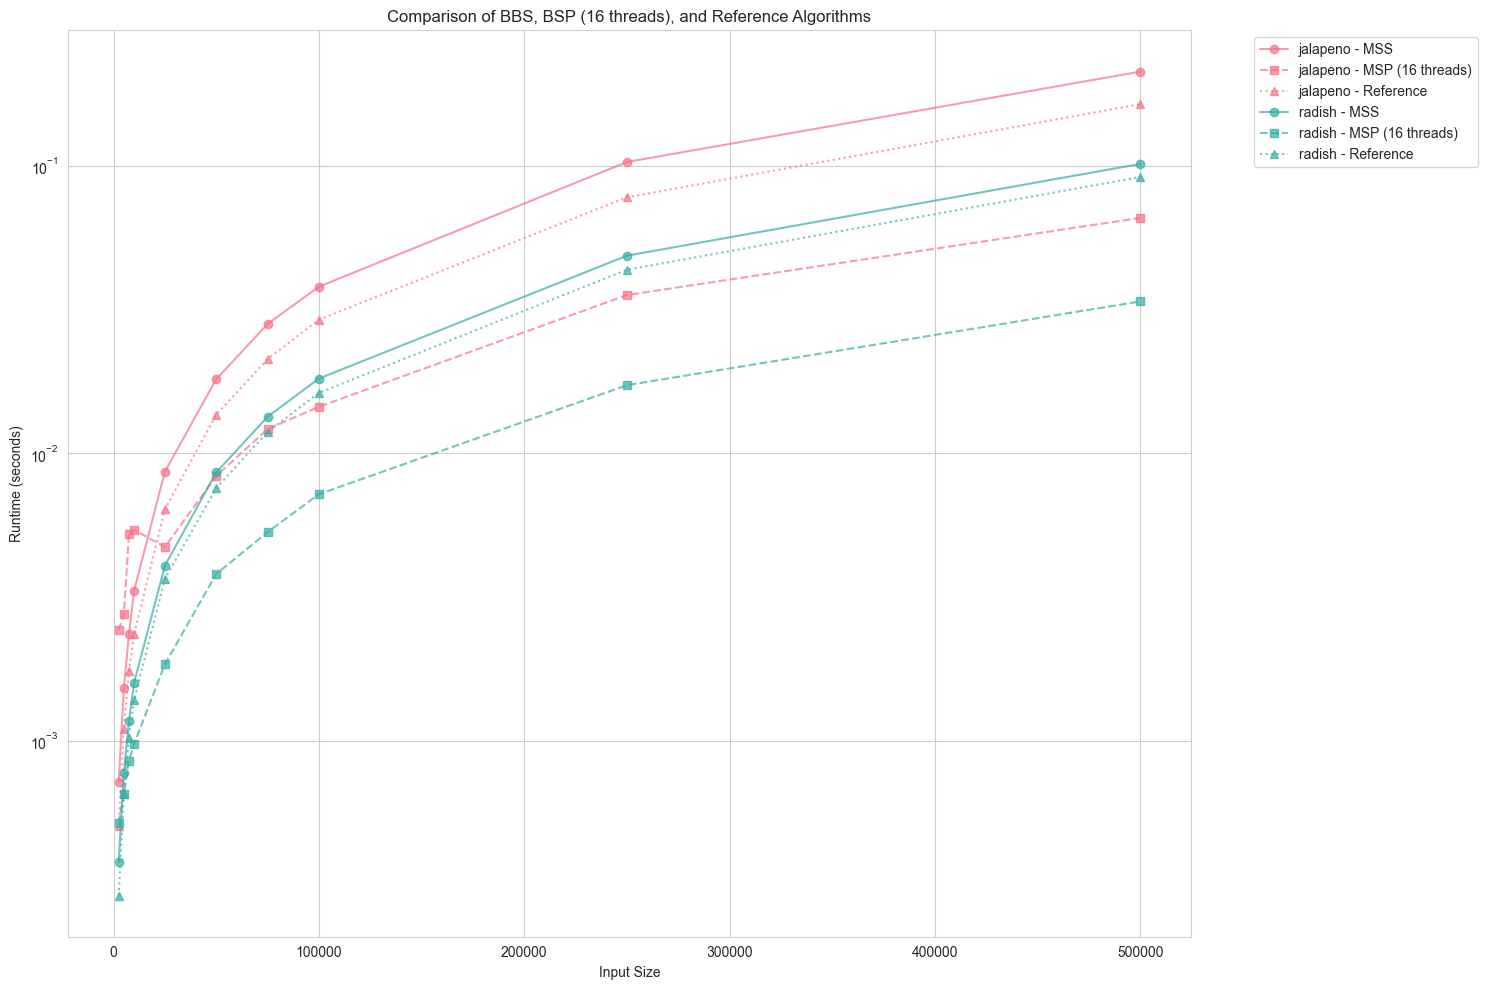 Comparison of BBS, BSP (16 threads), and Reference Algorithms
jalapeno - MSS
jalapeno - MSP (16 threads)
jalapeno - Reference
radish - MSS
radish - MSP (16 threads)
radish - Reference
Runtime (seconds)
10⁻¹
10⁻²
10⁻³
0
100000
200000
300000
400000
500000
Input Size